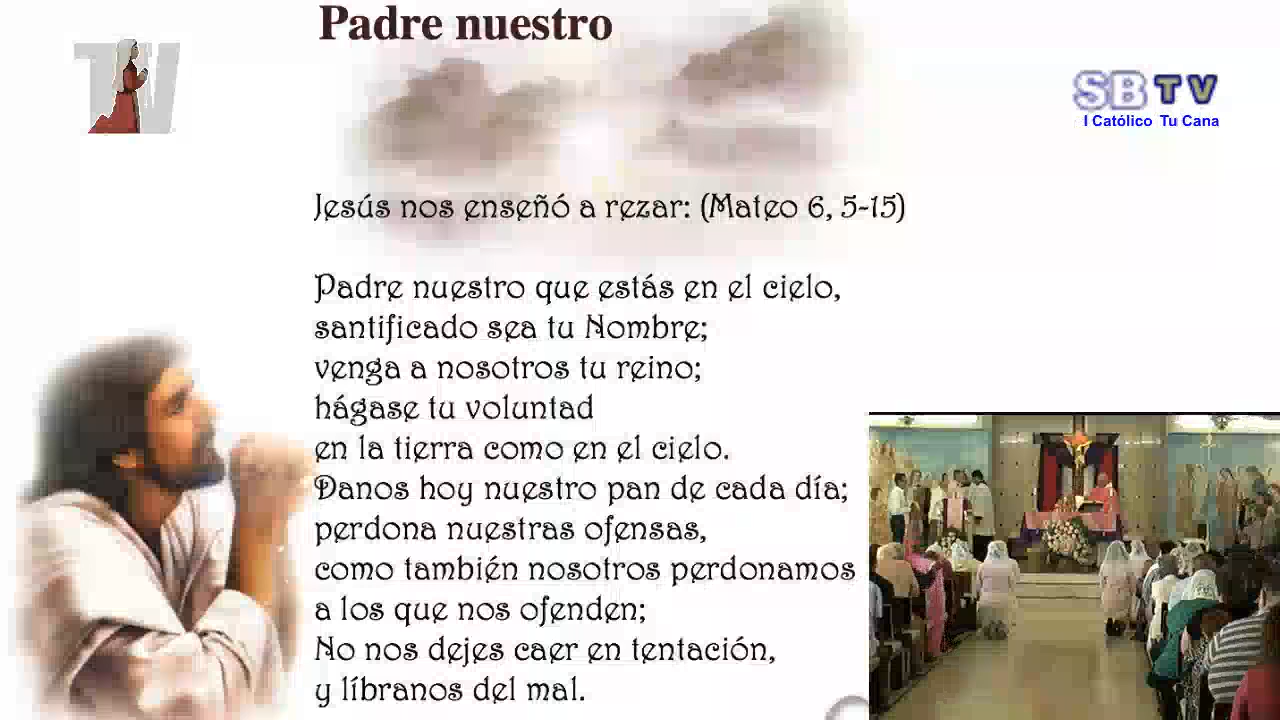 Padre nuestro
TV
SBTV
I Católico Tu Cana
Jesús nos enseñó a rezar: (Mateo 6, 5-15)
Padre nuestro que estás en el cielo,
santificado sea tu Nombre;
venga a nosotros tu reino;
hágase tu voluntad
en la tierra como en el cielo.
Danos hoy nuestro pan de cada día;
perdona nuestras ofensas,
como también nosotros perdonamos
a los que nos ofenden;
No nos dejes caer en tentación,
y líbranos del mal.